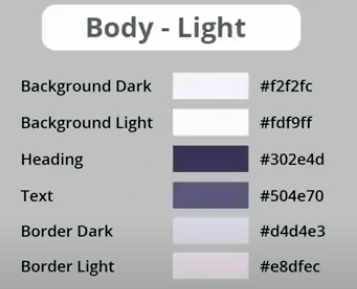 Body - Light
Background Dark #f2f2fc
Background Light #fdf9ff
Heading #302e4d
Text #504e70
Border Dark #d4d4e3
Border Light #e8dfec